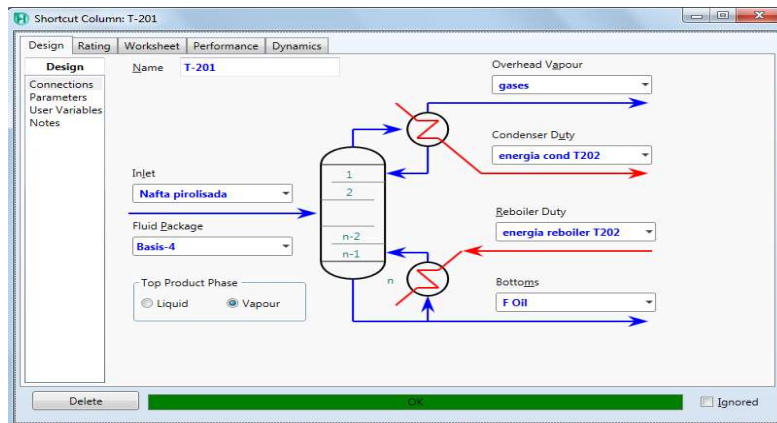 Shortcut Column: T-201
Design Rating Worksheet Performance Dynamics
Design
Connections
Parameters
User Variables
Notes
Name T-201
Inlet
Nafta pirolisada
Fluid Package
Basis-4
Top Product Phase
Liquid Vapour
1
2
n-2
n-1
n
Overhead Vapour
gases
Condenser Duty
energia cond T202
Reboiler Duty
energia reboiler T202
Bottoms
F Oil
Delete OK Ignored